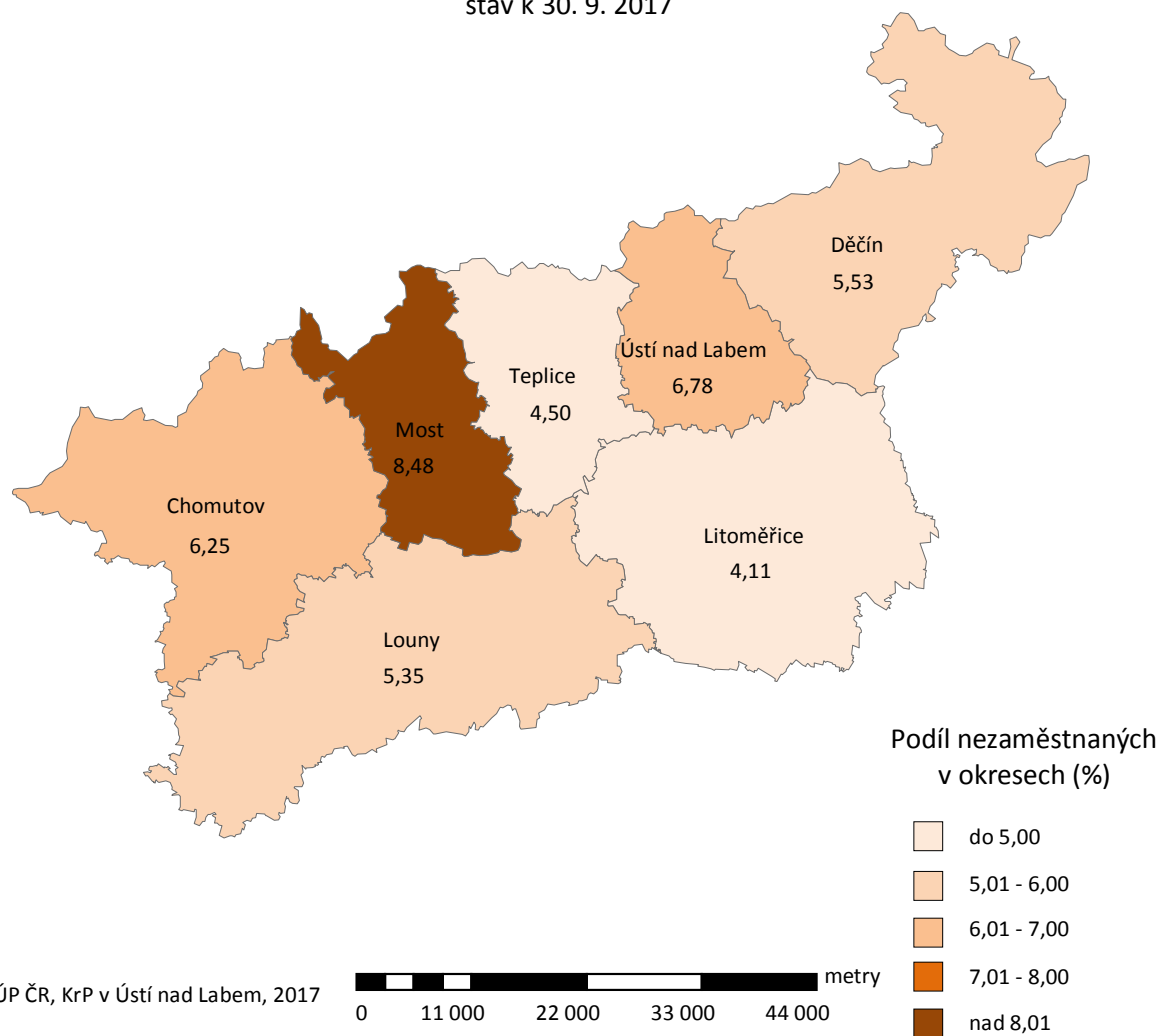 stav k 30. 9. 2017
Děčín
5,53
Ústí nad Labem
6,78
Teplice
4,50
Most
8,48
Chomutov
6,25
Litoměřice
4,11
Louny
5,35
Podíl nezaměstnaných
v okresech (%)
do 5,00
5,01 - 6,00
6,01 - 7,00
7,01 - 8,00
nad 8,01
ÚP ČR, KrP v Ústí nad Labem, 2017
metry
0 11 000 22 000 33 000 44 000